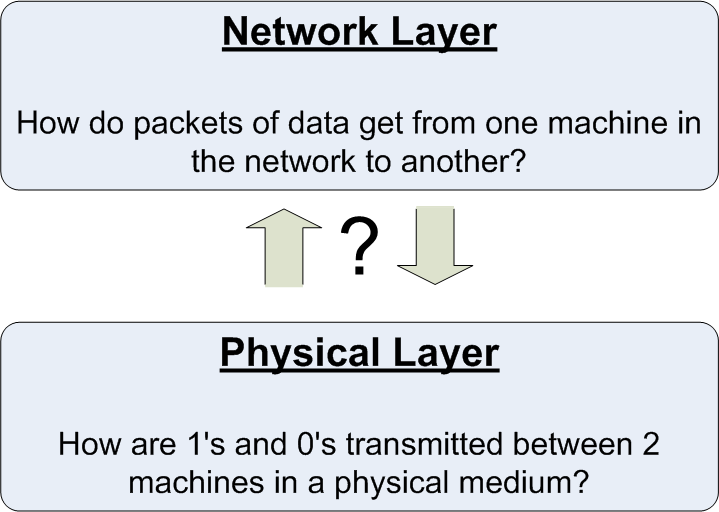 Network Layer
How do packets of data get from one machine in
the network to another?
?
Physical Layer
How are 1's and 0's transmitted between 2
machines in a physical medium?